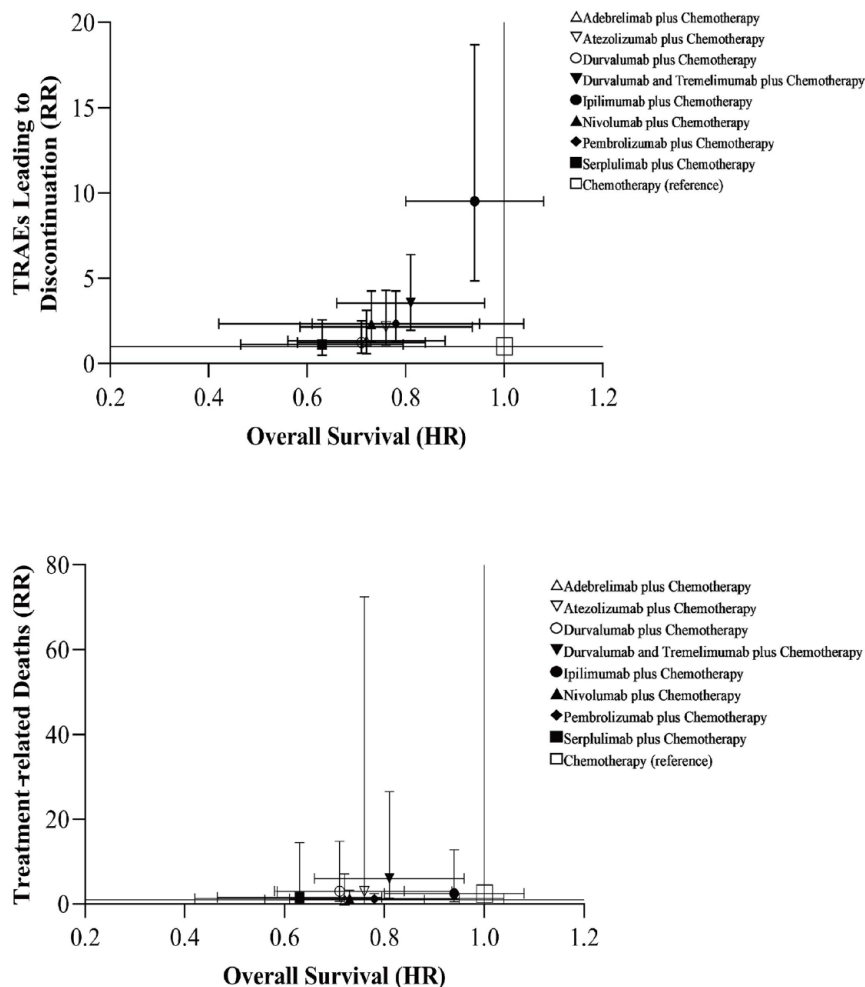 20
15
10
5
0
TRAEs Leading to
Discontinuation (RR)
0.2 0.4 0.6 0.8 1.0 1.2
Overall Survival (HR)
Adebrelimab plus Chemotherapy
Atezolizumab plus Chemotherapy
Durvalumab plus Chemotherapy
Durvalumab and Tremelimumab plus Chemotherapy
Ipilimumab plus Chemotherapy
Nivolumab plus Chemotherapy
Pembrolizumab plus Chemotherapy
Serplulimab plus Chemotherapy
Chemotherapy (reference)
80
60
40
20
0
Treatment-related Deaths (RR)
0.2 0.4 0.6 0.8 1.0 1.2
Overall Survival (HR)
Adebrelimab plus Chemotherapy
Atezolizumab plus Chemotherapy
Durvalumab plus Chemotherapy
Durvalumab and Tremelimumab plus Chemotherapy
Ipilimumab plus Chemotherapy
Nivolumab plus Chemotherapy
Pembrolizumab plus Chemotherapy
Serplulimab plus Chemotherapy
Chemotherapy (reference)